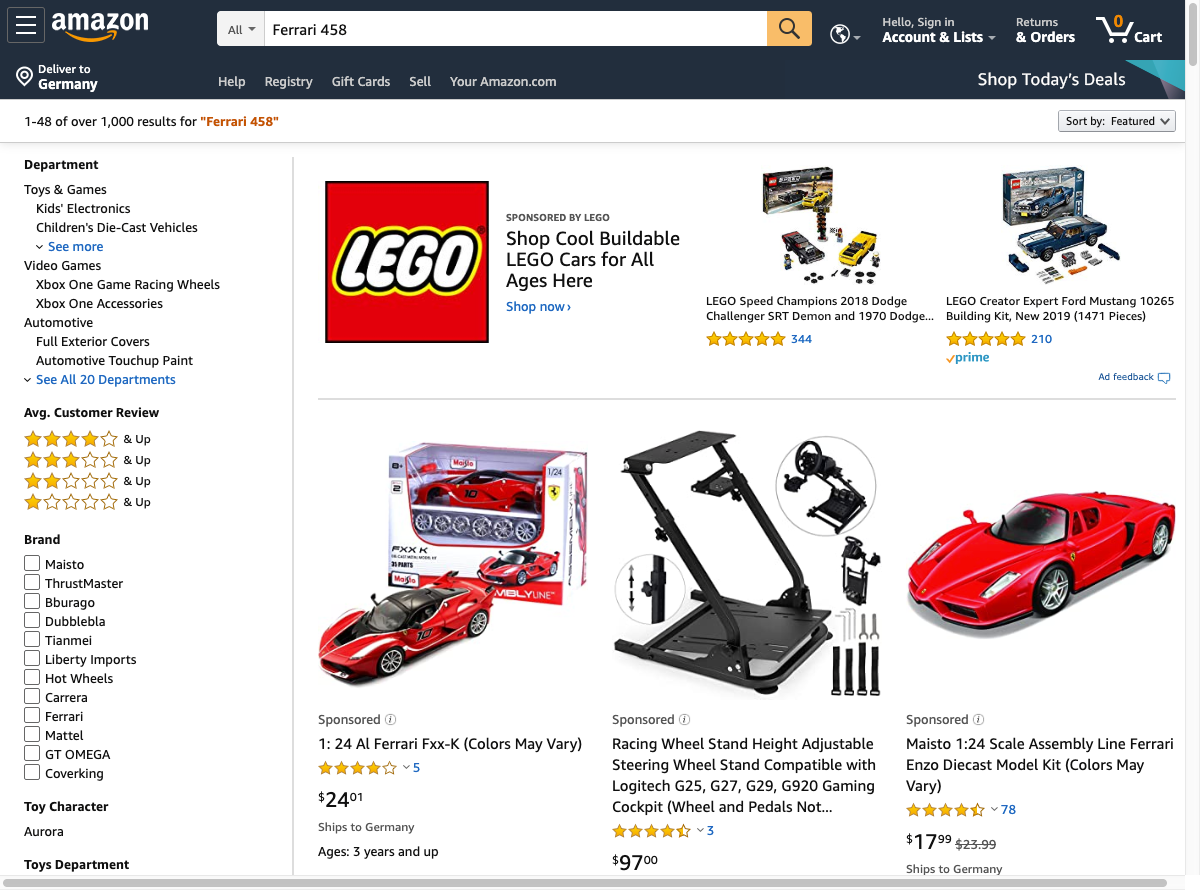 amazon
All
Ferrari 458
Hello, Sign in
Account & Lists
Returns
& Orders
0
Cart
Deliver to
Germany
Help
Registry
Gift Cards
Sell
Your Amazon.com
Shop Today's Deals
1-48 of over 1,000 results for "Ferrari 458"
Sort by: Featured
Department
Toys & Games
Kids' Electronics
Children's Die-Cast Vehicles
See more
Video Games
Xbox One Game Racing Wheels
Xbox One Accessories
Automotive
Full Exterior Covers
Automotive Touchup Paint
See All 20 Departments
Avg. Customer Review
& Up
& Up
& Up
& Up
Brand
Maisto
ThrustMaster
Bburago
Dubblebla
Tianmei
Liberty Imports
Hot Wheels
Carrera
Ferrari
Mattel
GT OMEGA
Coverking
Toy Character
Aurora
Toys Department
LEGO
SPONSORED BY LEGO
Shop Cool Buildable
LEGO Cars for All
Ages Here
Shop now ›
LEGO Speed Champions 2018 Dodge
Challenger SRT Demon and 1970 Dodge...
344
LEGO Creator Expert Ford Mustang 10265
Building Kit, New 2019 (1471 Pieces)
210
prime
Ad feedback
Maisto
1/24
8+
2
10
FXX K
35 PARTS
Maisto
Sponsored
1: 24 Al Ferrari Fxx-K (Colors May Vary)
5
$2401
Ships to Germany
Ages: 3 years and up
Sponsored
Racing Wheel Stand Height Adjustable
Steering Wheel Stand Compatible with
Logitech G25, G27, G29, G920 Gaming
Cockpit (Wheel and Pedals Not...
3
$9700
Sponsored
Maisto 1:24 Scale Assembly Line Ferrari
Enzo Diecast Model Kit (Colors May
Vary)
78
$1799 $23.99
Ships to Germany